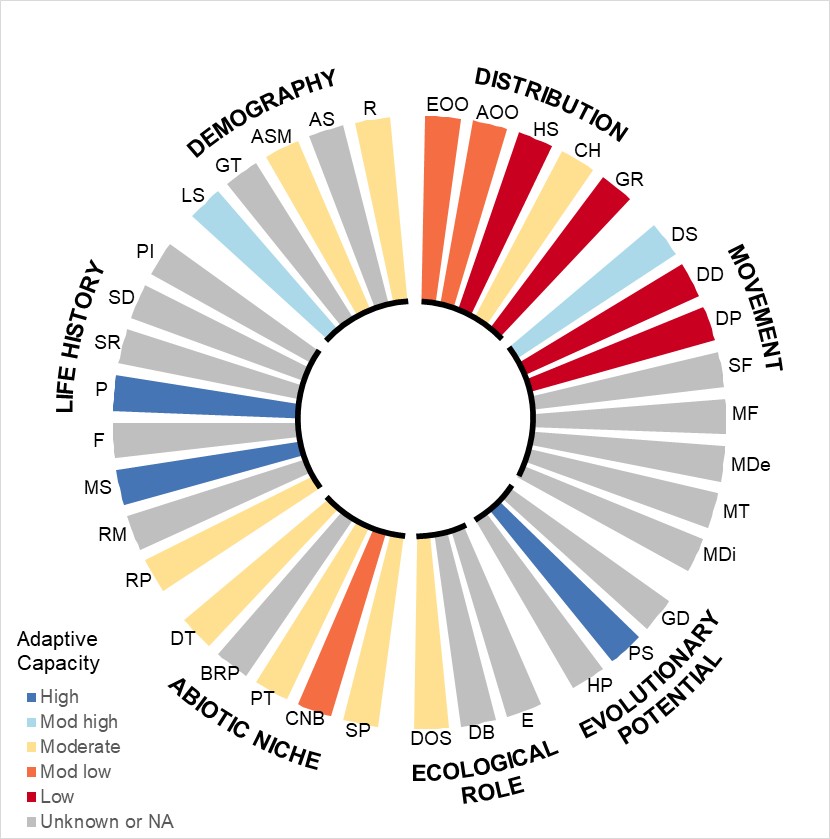 DISTRIBUTION
EOO
AOO
HS
CH
GR
MOVEMENT
DS
DD
DP
SF
MF
MDe
MT
MDi
EVOLUTIONARY
POTENTIAL
GD
PS
HP
ECOLOGICAL
ROLE
E
DB
DOS
ABIOTIC NICHE
SP
CNB
PT
BRP
DT
LIFE HISTORY
RP
RM
MS
F
P
SR
SD
PI
DEMOGRAPHY
LS
GT
ASM
AS
R
Adaptive
Capacity
High
Mod high
Moderate
Mod low
Low
Unknown or NA